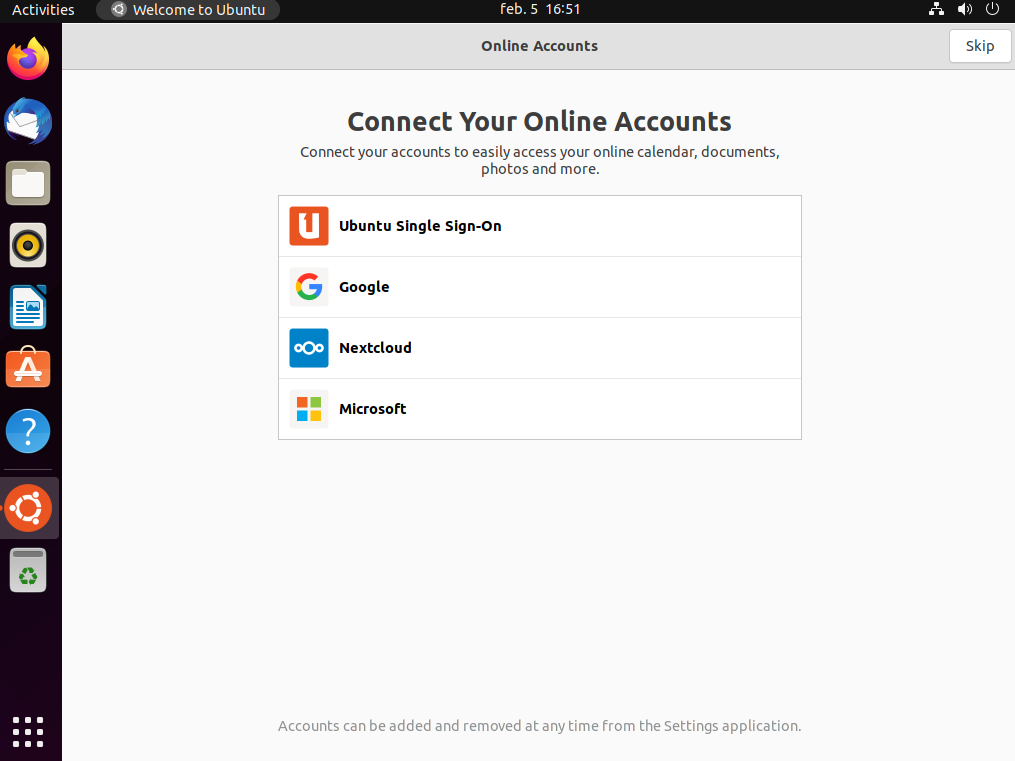 Activities
Welcome to Ubuntu
feb. 5 16:51
Online Accounts
Skip
Connect Your Online Accounts
Connect your accounts to easily access your online calendar, documents,
photos and more.
Ubuntu Single Sign-On
Google
Nextcloud
Microsoft
Accounts can be added and removed at any time from the Settings application.